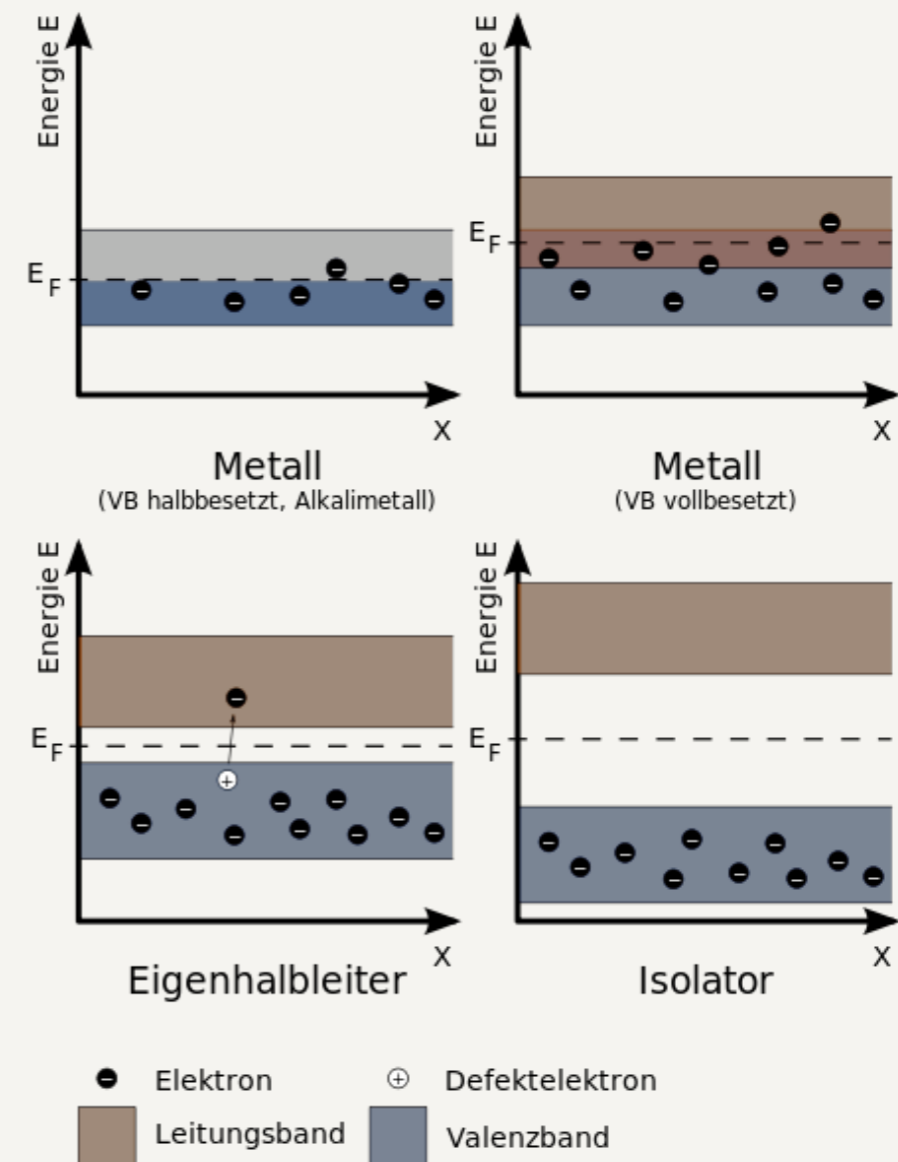 Energie E
Energie E
E F
E F
X
X
Metall
(VB halbbesetzt, Alkalimetall)
Metall
(VB vollbesetzt)
Energie E
Energie E
E F
E F
X
X
Eigenhalbleiter
Isolator
Elektron
Defektelektron
Leitungsband
Valenzband